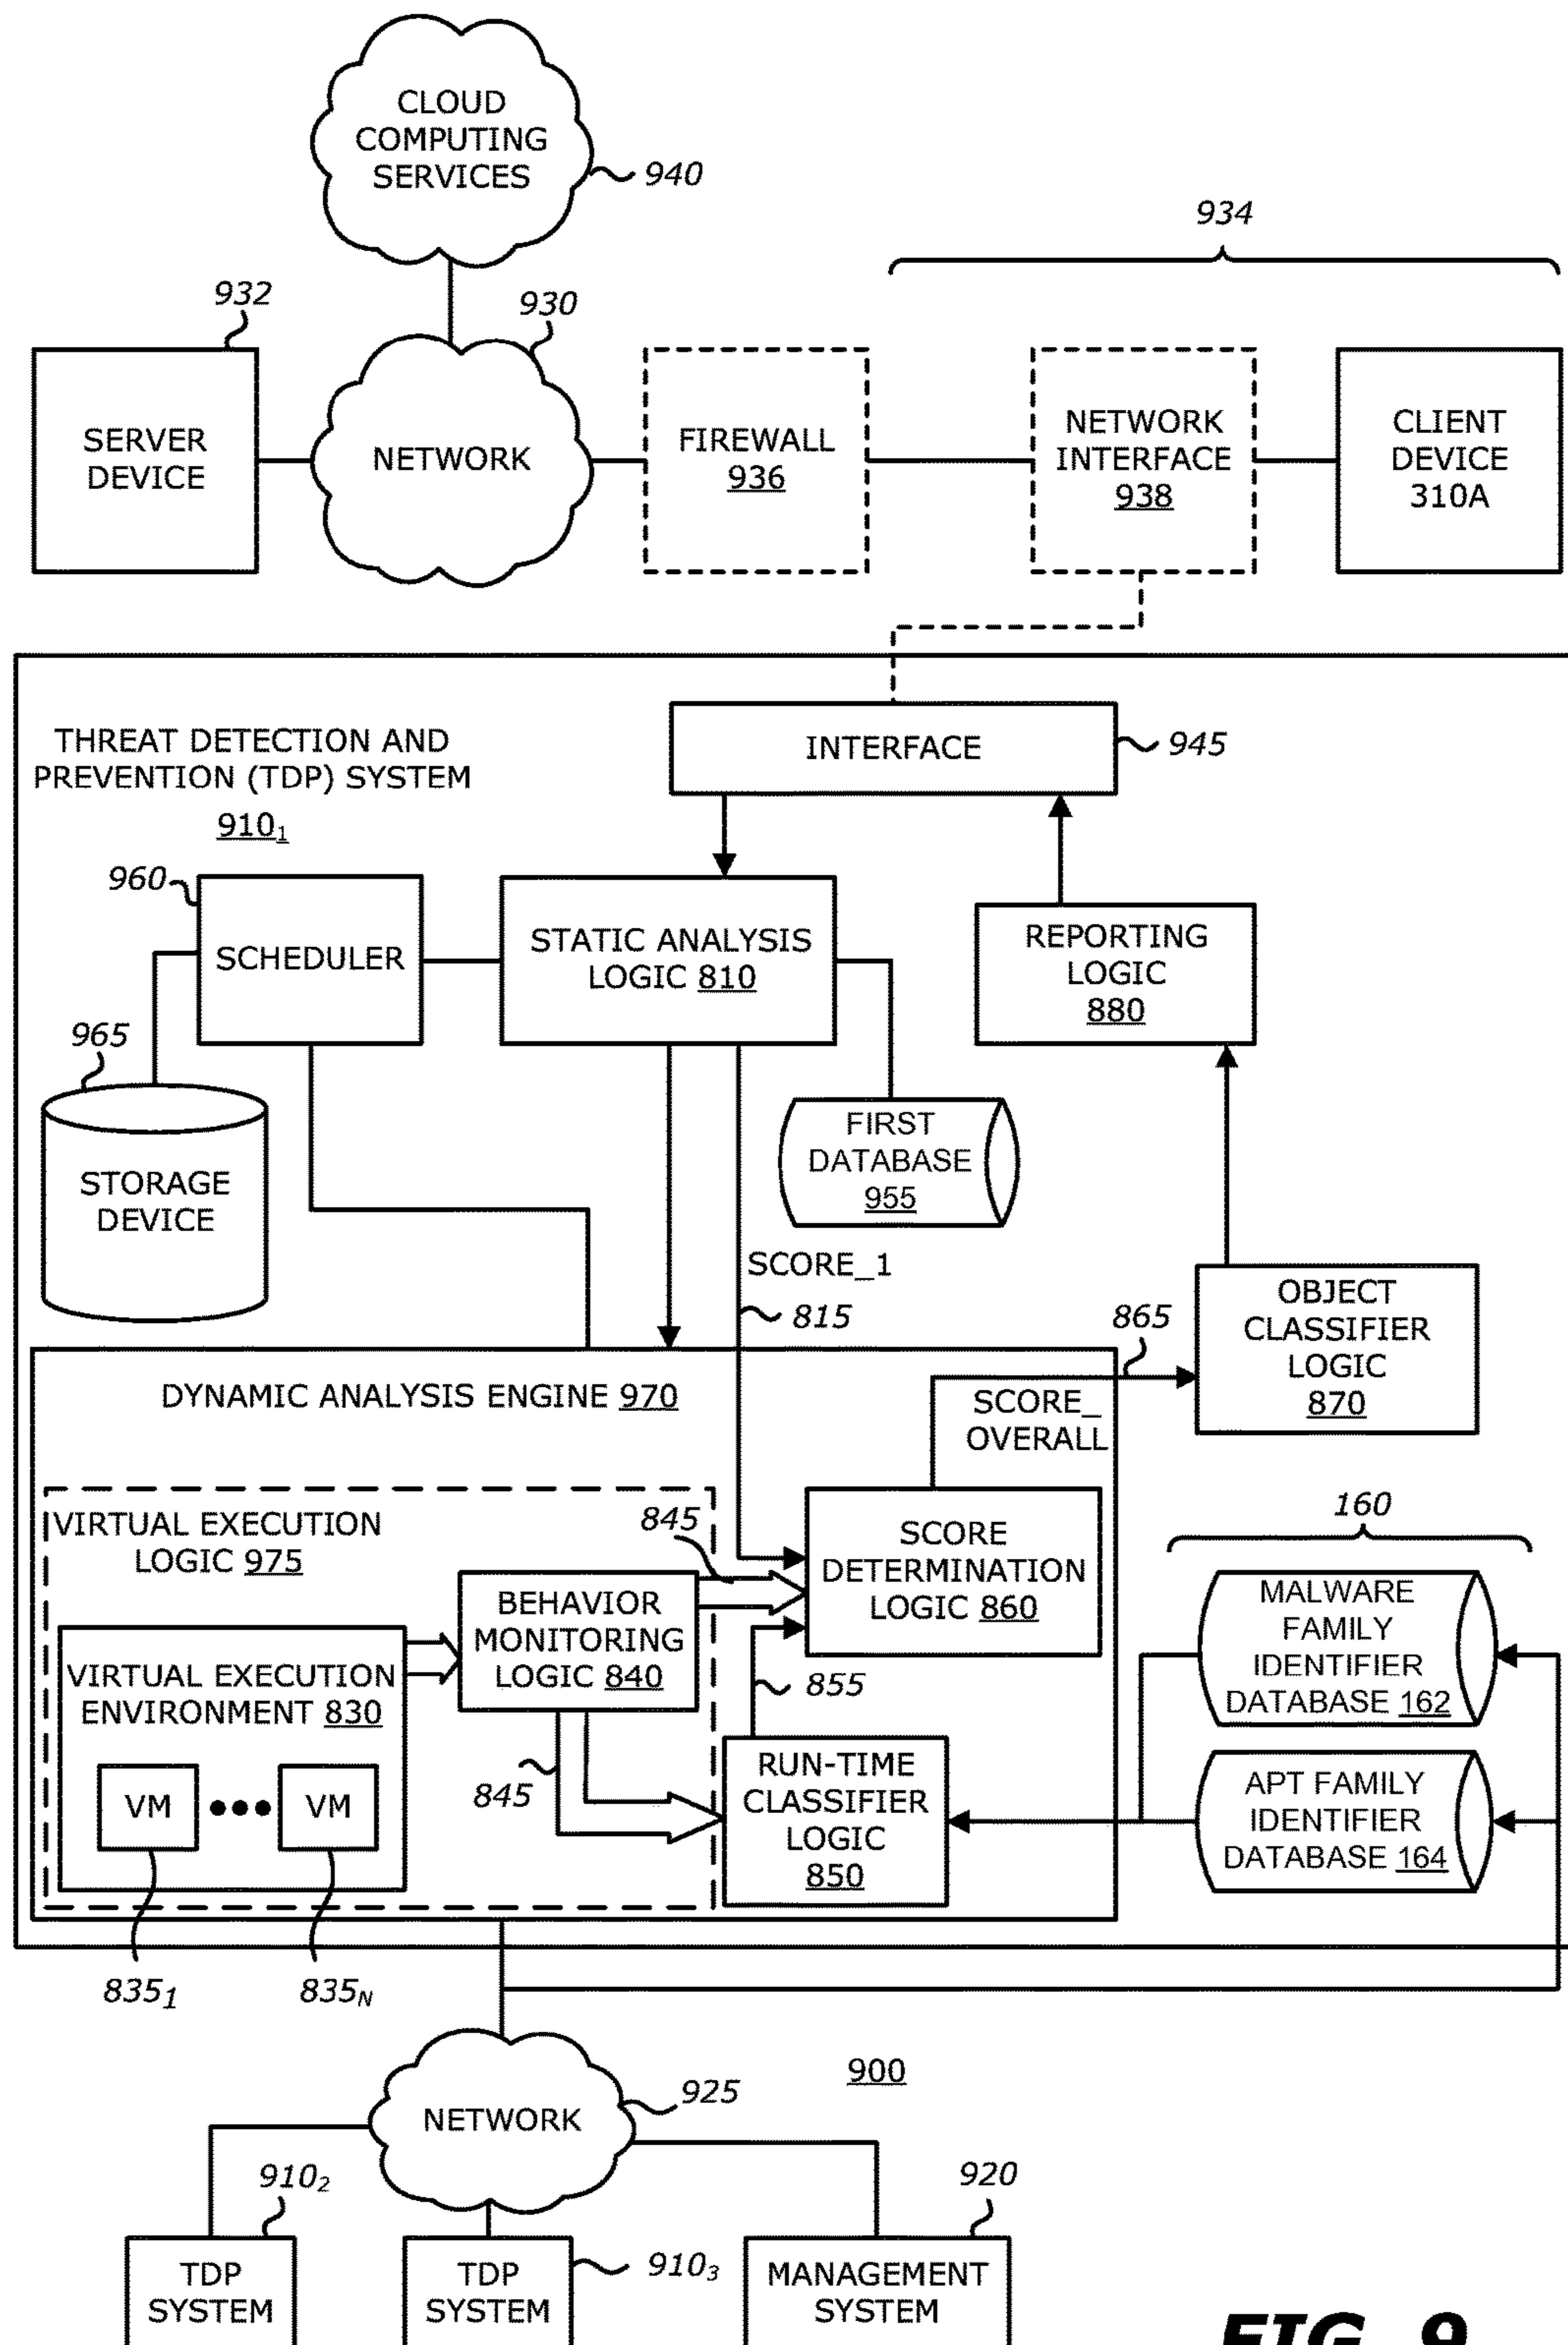 CLOUD
COMPUTING
SERVICES
940
934
932
930
SERVER
DEVICE
NETWORK
FIREWALL
936
NETWORK
INTERFACE
938
CLIENT
DEVICE
310A
THREAT DETECTION AND
PREVENTION (TDP) SYSTEM
910₁
INTERFACE
945
960
SCHEDULER
STATIC ANALYSIS
LOGIC 810
REPORTING
LOGIC
880
965
STORAGE
DEVICE
FIRST
DATABASE
955
SCORE_1
815
865
OBJECT
CLASSIFIER
LOGIC
870
DYNAMIC ANALYSIS ENGINE 970
SCORE_
OVERALL
VIRTUAL EXECUTION
LOGIC 975
845
SCORE
DETERMINATION
LOGIC 860
160
BEHAVIOR
MONITORING
LOGIC 840
MALWARE
FAMILY
IDENTIFIER
DATABASE 162
VIRTUAL EXECUTION
ENVIRONMENT 830
855
VM
VM
845
RUN-TIME
CLASSIFIER
LOGIC
850
APT FAMILY
IDENTIFIER
DATABASE 164
835₁
835N
NETWORK
925
900
910₂
910₃
920
TDP
SYSTEM
TDP
SYSTEM
MANAGEMENT
SYSTEM
FIG. 9